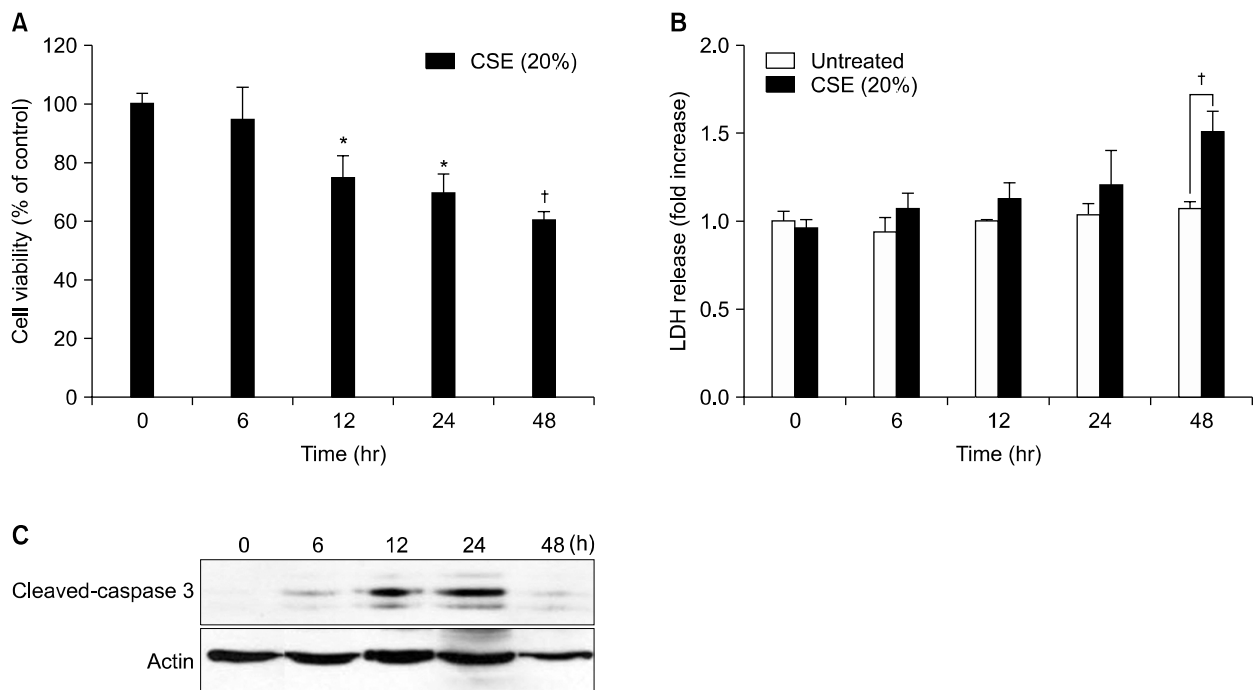 A
120
100
80
60
40
20
0
Cell viability (% of control)
CSE (20%)
*
*
†
0 6 12 24 48
Time (hr)
B
2.0
1.5
1.0
0.5
0.0
LDH release (fold increase)
Untreated
CSE (20%)
†
0 6 12 24 48
Time (hr)
C
0 6 12 24 48 (h)
Cleaved-caspase 3
Actin